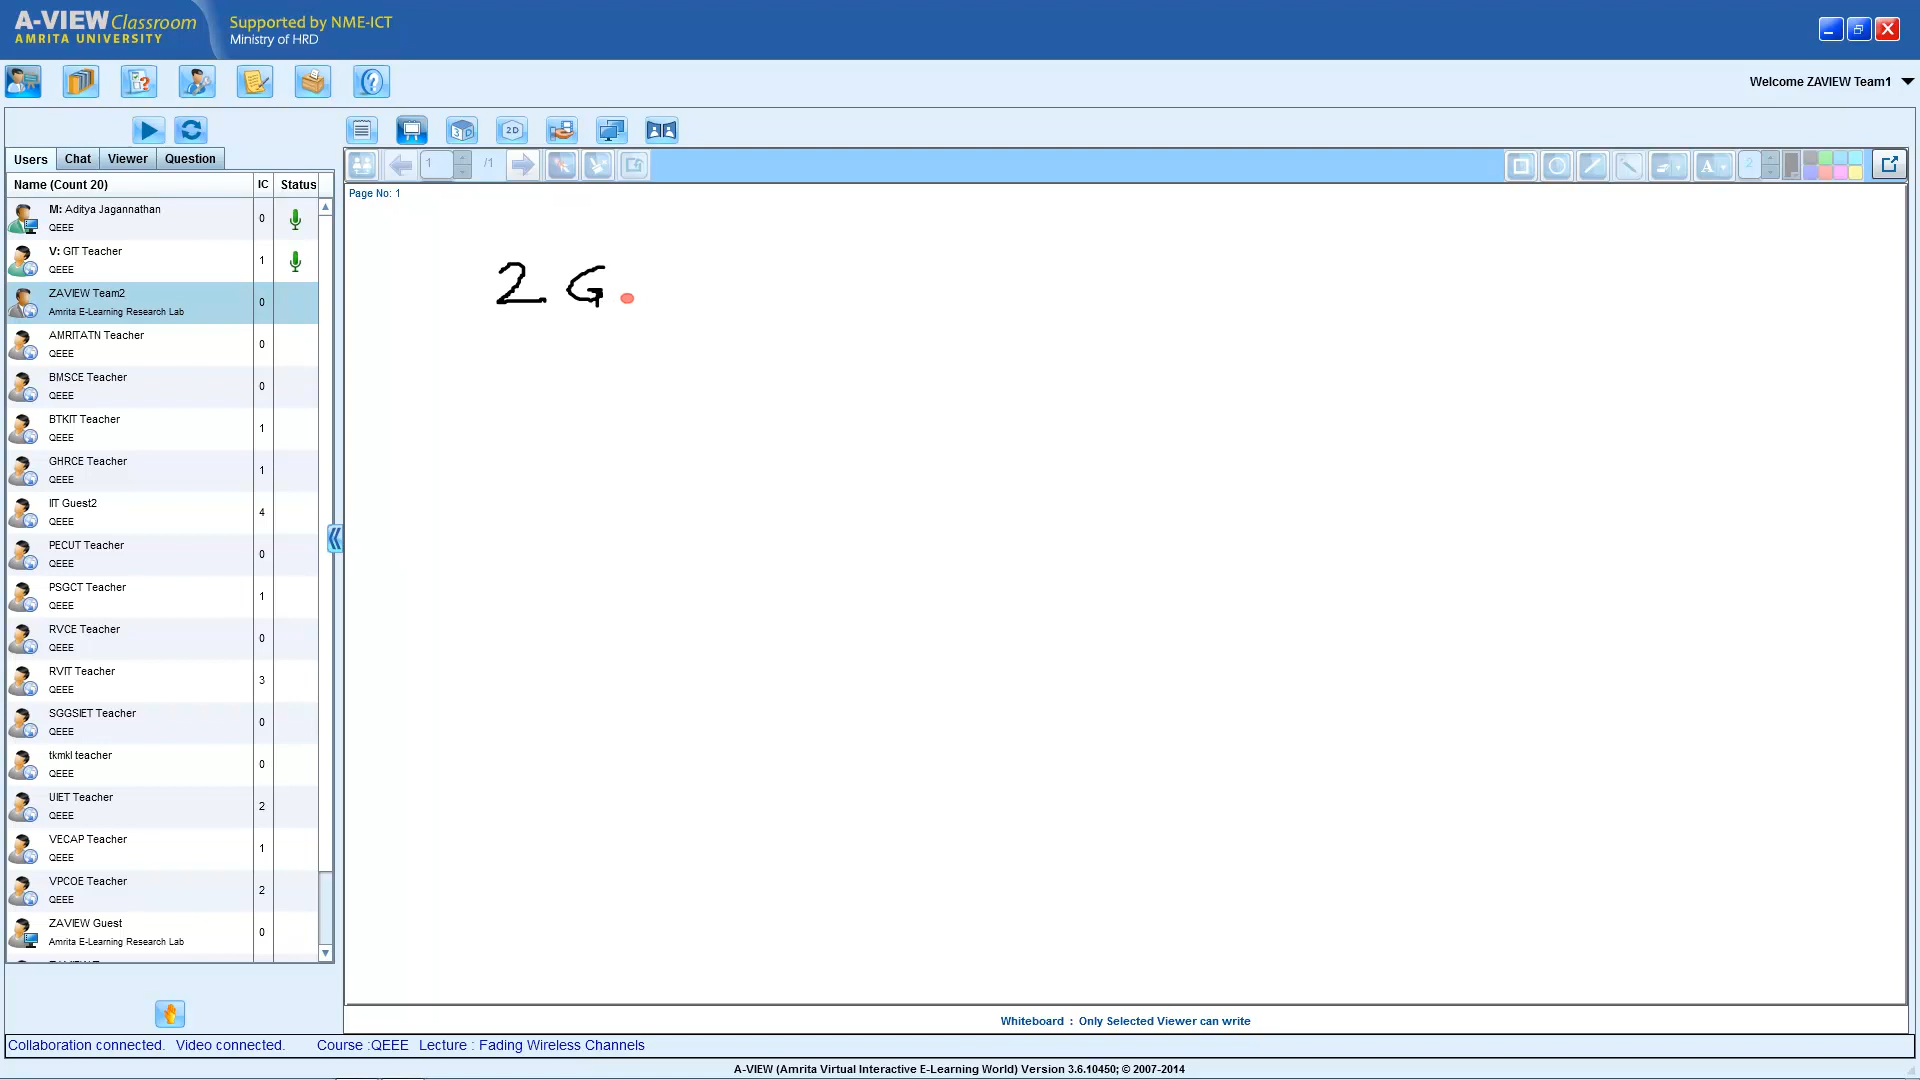 A-VIEW Classroom
AMRITA UNIVERSITY
Supported by NME-ICT
Ministry of HRD
Welcome ZAVIEW Team1
3D
2D
Users Chat Viewer Question
1 /1
A
2
Name (Count 20) IC Status
Page No: 1
M: Aditya Jagannathan
QEEE
0
V: GIT Teacher
QEEE
1
2 G
ZAVIEW Team2
Amrita E-Learning Research Lab
0
AMRITATN Teacher
QEEE
0
BMSCE Teacher
QEEE
0
BTKIT Teacher
QEEE
1
GHRCE Teacher
QEEE
1
IIT Guest2
QEEE
4
PECUT Teacher
QEEE
0
PSGCT Teacher
QEEE
1
RVCE Teacher
QEEE
0
RVIT Teacher
QEEE
3
SGGSIET Teacher
QEEE
0
tkmkl teacher
QEEE
0
UIET Teacher
QEEE
2
VECAP Teacher
QEEE
1
VPCOE Teacher
QEEE
2
ZAVIEW Guest
Amrita E-Learning Research Lab
0
Whiteboard : Only Selected Viewer can write
Collaboration connected. Video connected. Course :QEEE Lecture : Fading Wireless Channels
A-VIEW (Amrita Virtual Interactive E-Learning World) Version 3.6.10450; © 2007-2014